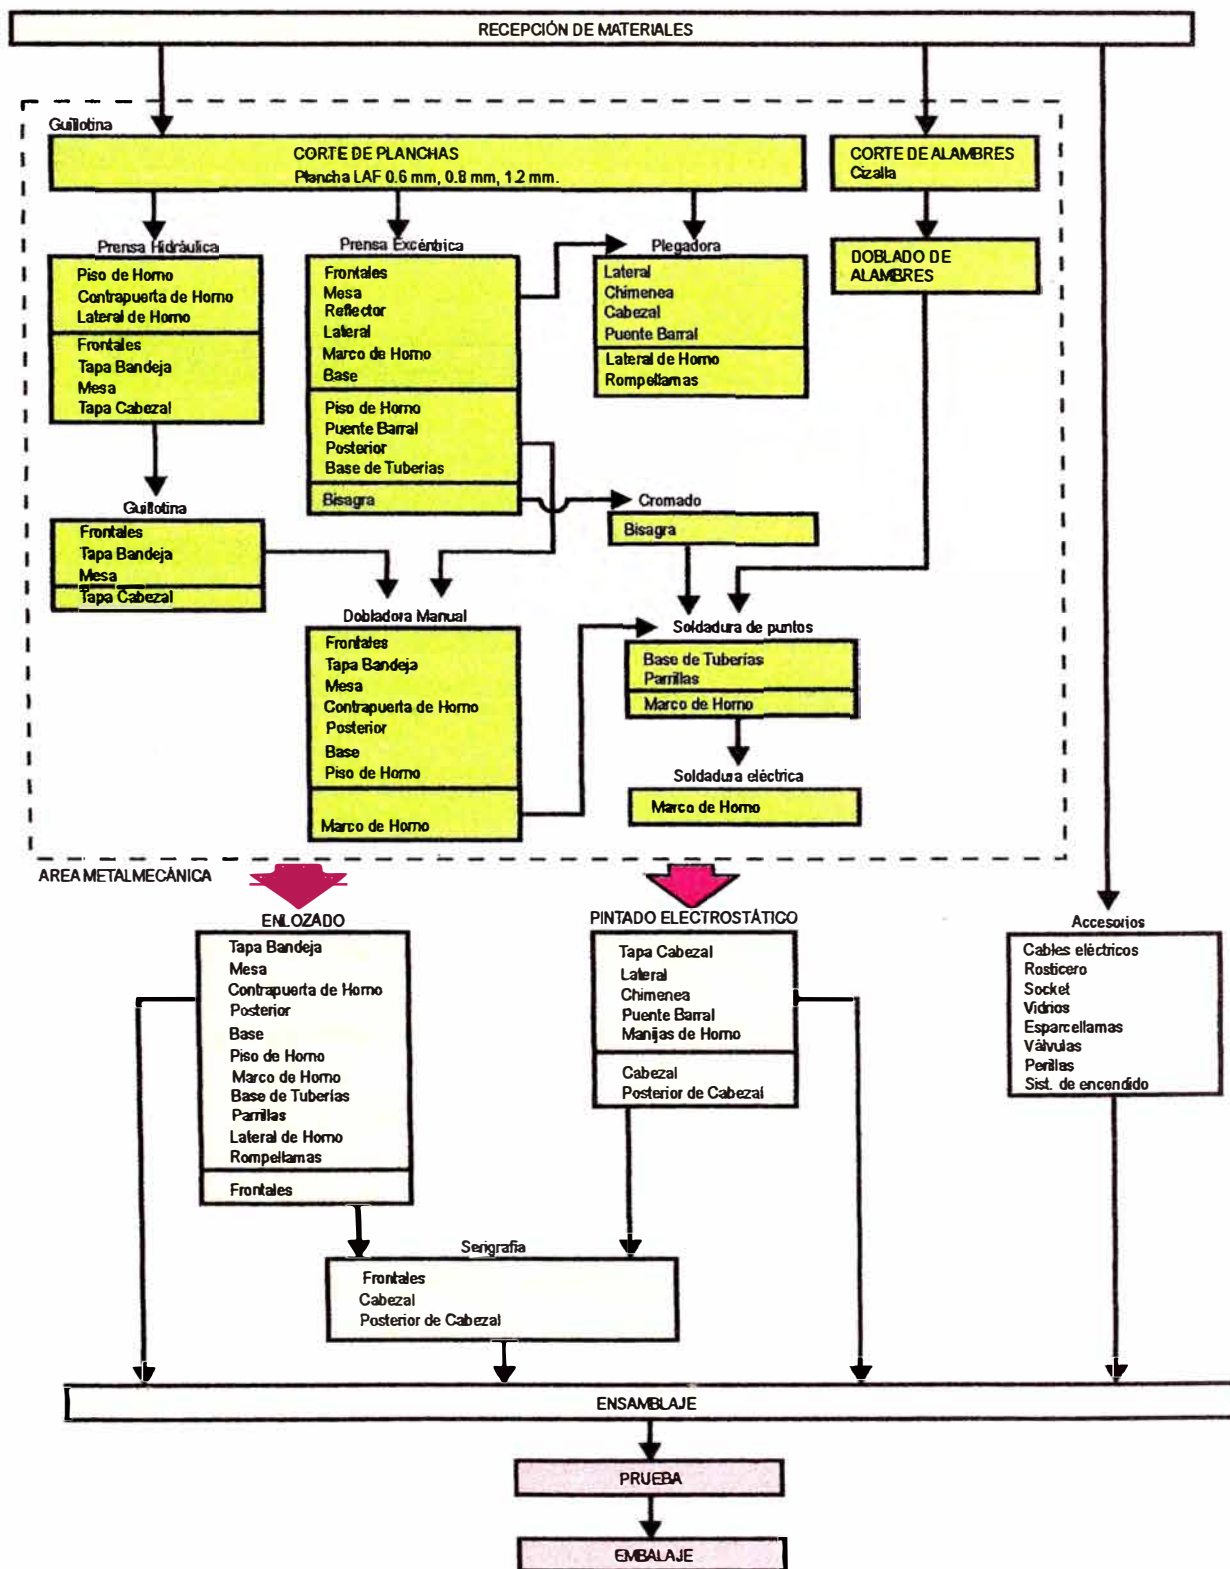 RECEPCIÓN DE MATERIALES
Guillotina
CORTE DE PLANCHAS
Plancha LAF 0.6 mm, 0.8 mm, 1.2 mm.
CORTE DE ALAMBRES
Cizalla
DOBLADO DE
ALAMBRES
Prensa Hidráulica
Piso de Horno
Contrapuerta de Horno
Lateral de Horno
Frontales
Tapa Bandeja
Mesa
Tapa Cabezal
Prensa Excéntrica
Frontales
Mesa
Reflector
Lateral
Marco de Horno
Base
Piso de Horno
Puente Barral
Posterior
Base de Tuberías
Bisagra
Plegadora
Lateral
Chimenea
Cabezal
Puente Barral
Lateral de Horno
Rompellamas
Guillotina
Frontales
Tapa Bandeja
Mesa
Tapa Cabezal
Cromado
Bisagra
Dobladora Manual
Frontales
Tapa Bandeja
Mesa
Contrapuerta de Horno
Posterior
Base
Piso de Horno
Marco de Horno
Soldadura de puntos
Base de Tuberías
Parrillas
Marco de Horno
Soldadura eléctrica
Marco de Horno
AREA METALMECÁNICA
ENLOZADO
Tapa Bandeja
Mesa
Contrapuerta de Horno
Posterior
Base
Piso de Horno
Marco de Horno
Base de Tuberías
Parrillas
Lateral de Horno
Rompellamas
Frontales
PINTADO ELECTROSTÁTICO
Tapa Cabezal
Lateral
Chimenea
Puente Barral
Manijas de Horno
Cabezal
Posterior de Cabezal
Accesorios
Cables eléctricos
Rosticero
Socket
Vidrios
Esparcellamas
Válvulas
Perillas
Sist. de encendido
Serigrafia
Frontales
Cabezal
Posterior de Cabezal
ENSAMBLAJE
PRUEBA
EMBALAJE